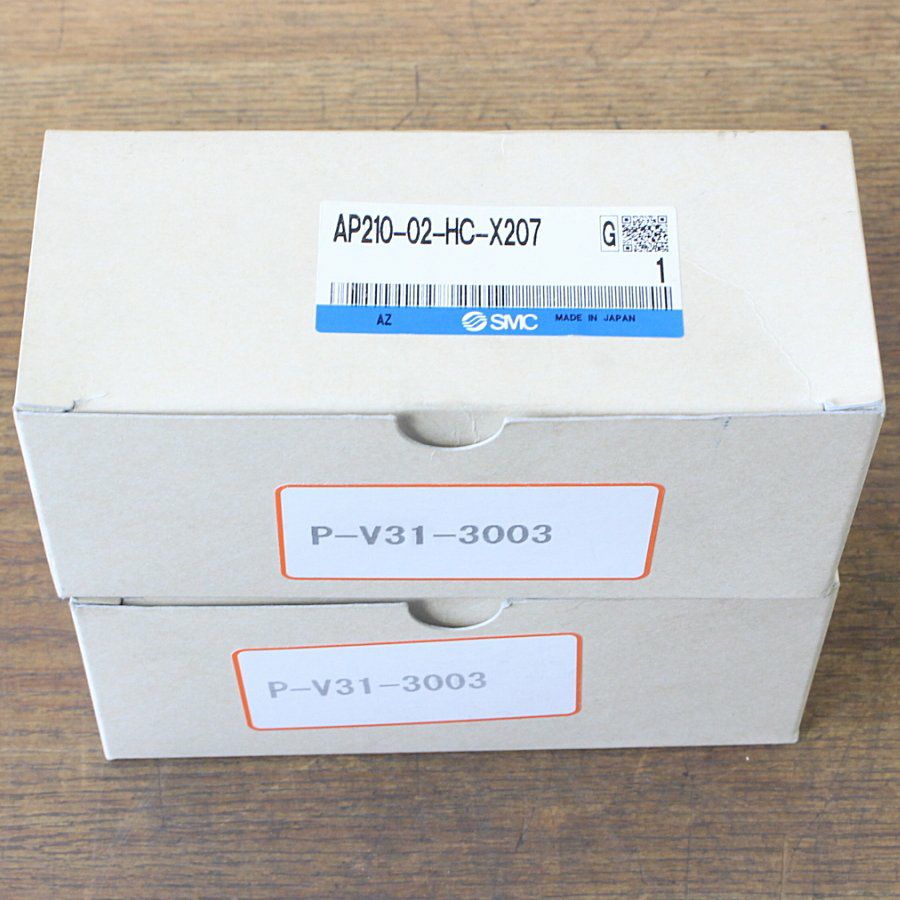 AP210-02-HC-X207
G
1
AZ
SMC
MADE IN JAPAN
P-V31-3003
P-V31-3003